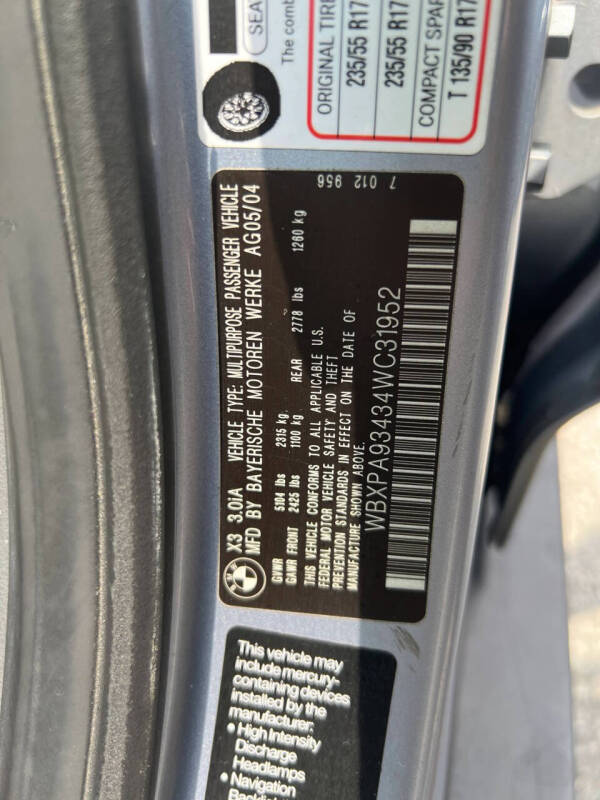 SEA
The comb
ORIGINAL TIRE
235/55 R17
235/55 R17
COMPACT SPAR
T 135/90 R17
7 012 956
X3 3.0IA VEHICLE TYPE: MULTIPURPOSE PASSENGER VEHICLE
MFD BY BAYERISCHE MOTOREN WERKE AG05/04
GVWR 5104 lbs 2315 kg
GAWR FRONT 2425 lbs 1100 kg REAR 2778 lbs 1260 kg
THIS VEHICLE CONFORMS TO ALL APPLICABLE U.S.
FEDERAL MOTOR VEHICLE SAFETY AND THEFT
PREVENTION STANDARDS IN EFFECT ON THE DATE OF
MANUFACTURE SHOWN ABOVE.
WBXPA93434WC31952
BMW
This vehicle may
include mercury-
containing devices
installed by the
manufacturer:
• High Intensity
Discharge
Headlamps
• Navigation